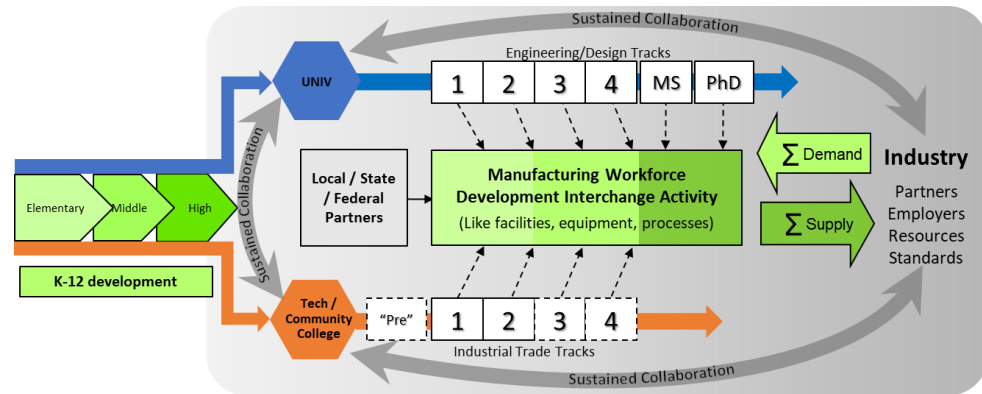 Sustained Collaboration
Engineering/Design Tracks
UNIV
1 2 3 4 MS PhD
Sustained Collaboration
Local / State
/ Federal
Partners
Manufacturing Workforce
Development Interchange Activity
(Like facilities, equipment, processes)
∑ Demand
∑ Supply
Industry
Partners
Employers
Resources
Standards
Elementary Middle High
K-12 development
Tech /
Community
College
“Pre” 1 2 3 4
Industrial Trade Tracks
Sustained Collaboration